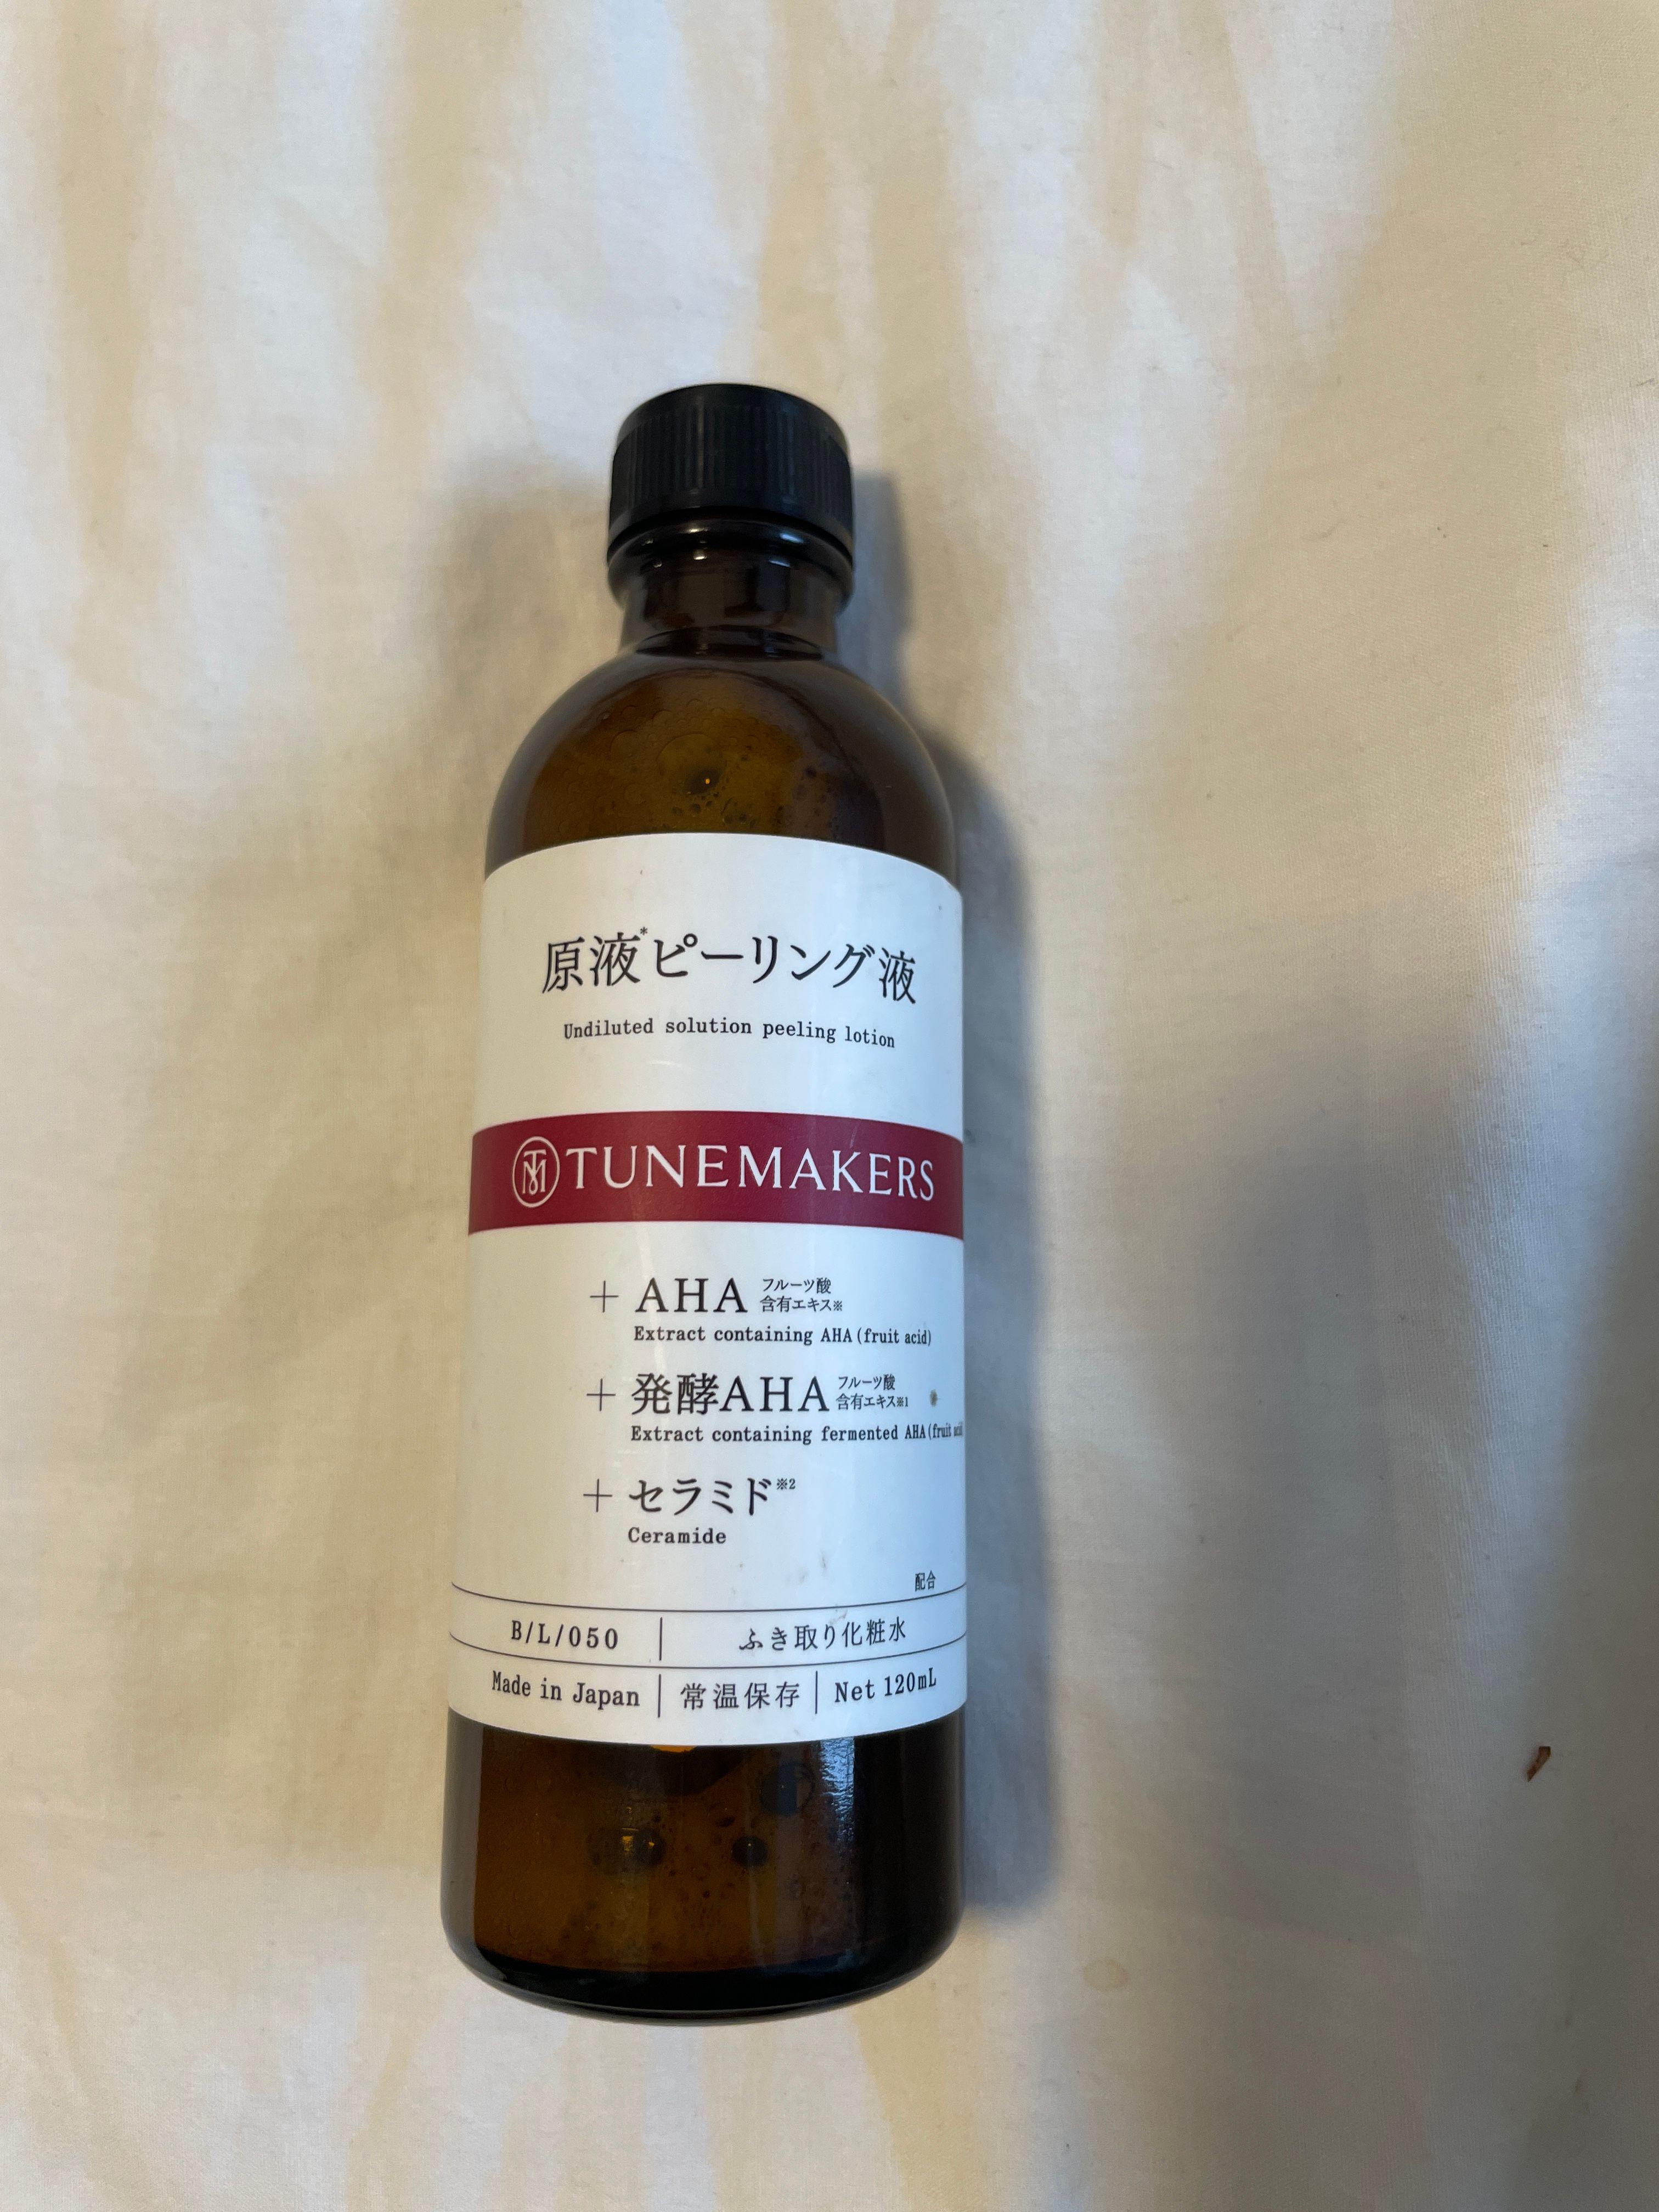 原液*ピーリング液
Undiluted solution peeling lotion
TM TUNEMAKERS
+ AHA フルーツ酸
含有エキス※
Extract containing AHA (fruit acid)
+ 発酵AHA フルーツ酸
含有エキス※1
Extract containing fermented AHA (fruit acid
+ セラミド※2
Ceramide
配合
B/L/050 | ふき取り化粧水
Made in Japan | 常温保存 | Net 120mL